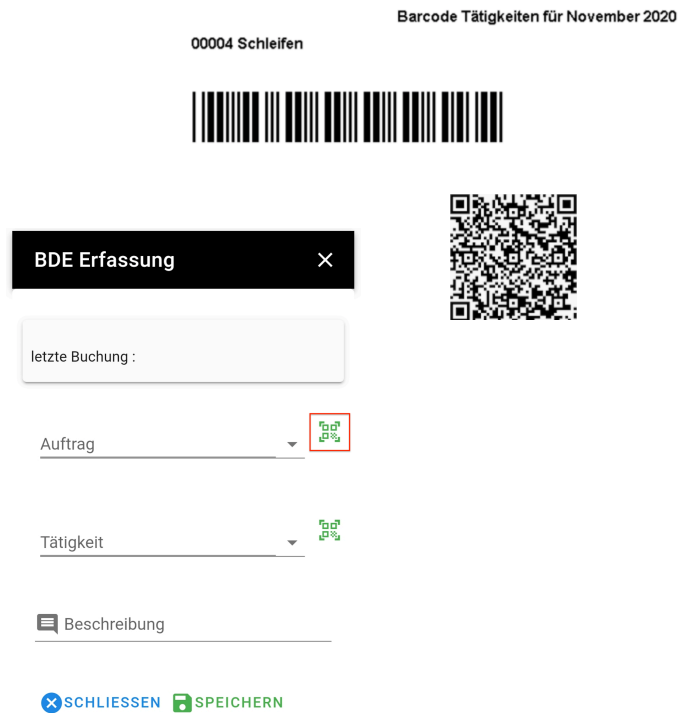 Barcode Tätigkeiten für November 2020
00004 Schleifen
BDE Erfassung
letzte Buchung :
Auftrag
Tätigkeit
Beschreibung
SCHLIESSEN SPEICHERN